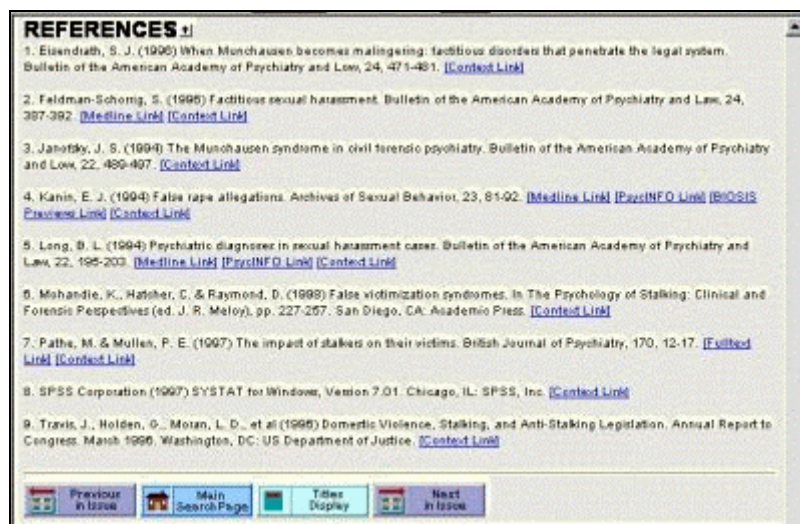 REFERENCES
1. Eisendrath, S. J. (1996) When Munchausen becomes malingering: factitious disorders that penetrate the legal system.
Bulletin of the American Academy of Psychiatry and Law, 24, 471-481. [Context Link]
2. Feldman-Schorrig, S. (1996) Factitious sexual harassment. Bulletin of the American Academy of Psychiatry and Law, 24,
387-392. [Medline Link] [Context Link]
3. Janofsky, J. S. (1994) The Munchausen syndrome in civil forensic psychiatry. Bulletin of the American Academy of Psychiatry
and Law, 22, 489-497. [Context Link]
4. Kanin, E. J. (1994) False rape allegations. Archives of Sexual Behavior, 23, 81-92. [Medline Link] [PsycINFO Link] [BIOSIS
Previews Link] [Context Link]
5. Long, B. L. (1994) Psychiatric diagnoses in sexual harassment cases. Bulletin of the American Academy of Psychiatry and
Law, 22, 195-203. [Medline Link] [PsycINFO Link] [Context Link]
6. Mohandie, K., Hatcher, C. & Raymond, D. (1998) False victimization syndromes. In The Psychology of Stalking: Clinical and
Forensic Perspectives (ed. J. R. Meloy), pp. 227-257. San Diego, CA: Academic Press. [Context Link]
7. Pathe, M. & Mullen, P. E. (1997) The impact of stalkers on their victims. British Journal of Psychiatry, 170, 12-17. [Fulltext
Link] [Context Link]
8. SPSS Corporation (1997) SYSTAT for Windows, Version 7.01. Chicago, IL: SPSS, Inc. [Context Link]
9. Travis, J., Holden, G., Moran, L. D., et al (1996) Domestic Violence, Stalking, and Anti-Stalking Legislation. Annual Report to
Congress. March 1996. Washington, DC: US Department of Justice. [Context Link]
Previous in Issue
Main Search Page
Titles Display
Next in Issue